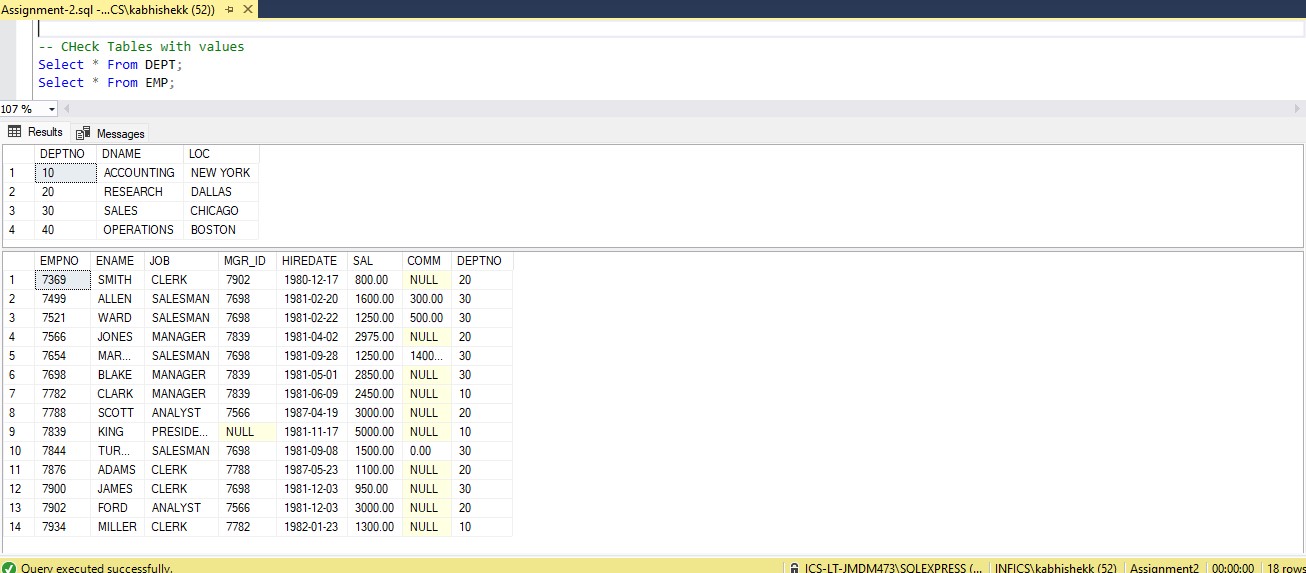 Assignment-2.sql -...CS\kabhishekk (52))
-- CHeck Tables with values
Select * From DEPT;
Select * From EMP;
107 %
Results Messages
DEPTNO DNAME LOC
1 10 ACCOUNTING NEW YORK
2 20 RESEARCH DALLAS
3 30 SALES CHICAGO
4 40 OPERATIONS BOSTON
EMPNO ENAME JOB MGR_ID HIREDATE SAL COMM DEPTNO
1 7369 SMITH CLERK 7902 1980-12-17 800.00 NULL 20
2 7499 ALLEN SALESMAN 7698 1981-02-20 1600.00 300.00 30
3 7521 WARD SALESMAN 7698 1981-02-22 1250.00 500.00 30
4 7566 JONES MANAGER 7839 1981-04-02 2975.00 NULL 20
5 7654 MAR... SALESMAN 7698 1981-09-28 1250.00 1400... 30
6 7698 BLAKE MANAGER 7839 1981-05-01 2850.00 NULL 30
7 7782 CLARK MANAGER 7839 1981-06-09 2450.00 NULL 10
8 7788 SCOTT ANALYST 7566 1987-04-19 3000.00 NULL 20
9 7839 KING PRESIDE... NULL 1981-11-17 5000.00 NULL 10
10 7844 TUR... SALESMAN 7698 1981-09-08 1500.00 0.00 30
11 7876 ADAMS CLERK 7788 1987-05-23 1100.00 NULL 20
12 7900 JAMES CLERK 7698 1981-12-03 950.00 NULL 30
13 7902 FORD ANALYST 7566 1981-12-03 3000.00 NULL 20
14 7934 MILLER CLERK 7782 1982-01-23 1300.00 NULL 10
Query executed successfully. ICS-LT-JMDM473\SQLEXPRESS (... INFICS\kabhishekk (52) Assignment2 00:00:00 18 rows